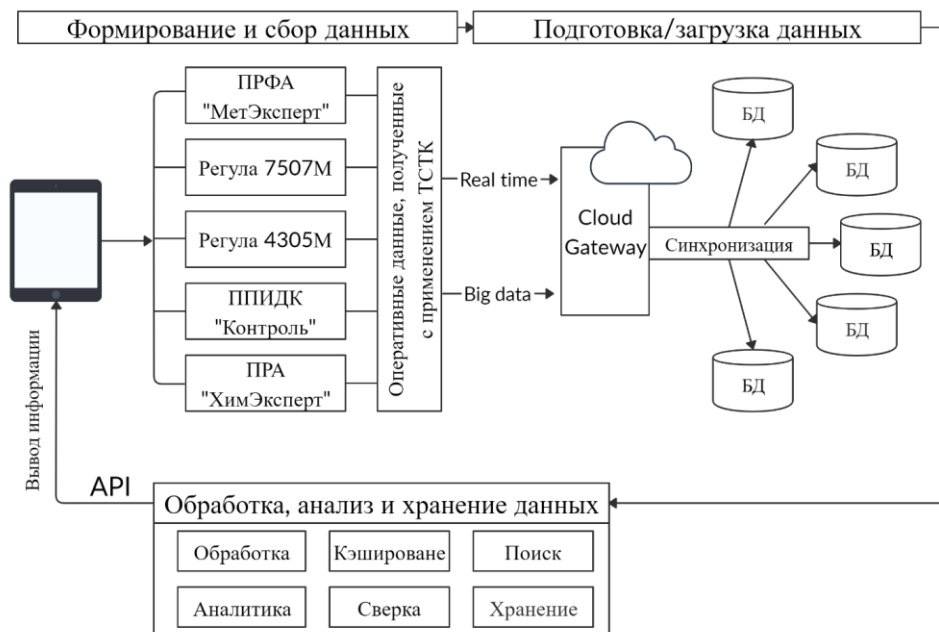 Формирование и сбор данных
Подготовка/загрузка данных
ПРФА
"МетЭксперт"
Регула 7507М
Регула 4305М
ППИДК
"Контроль"
ПРА
"ХимЭксперт"
Оперативные данные, полученные
с применением ТСТК
Real time
Big data
Cloud
Gateway
Синхронизация
БД
БД
БД
БД
БД
Вывод информации
API
Обработка, анализ и хранение данных
Обработка
Кэшироване
Поиск
Аналитика
Сверка
Хранение